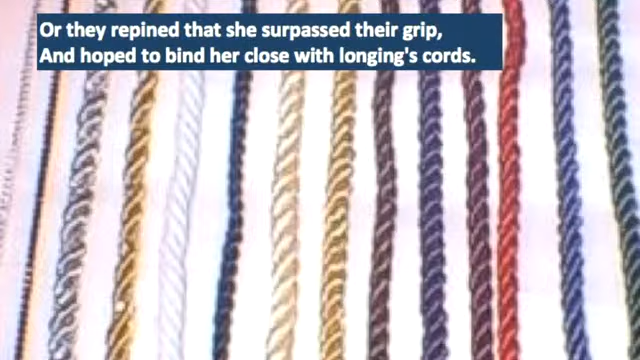 Or they repined that she surpassed their grip,
And hoped to bind her close with longing's cords.